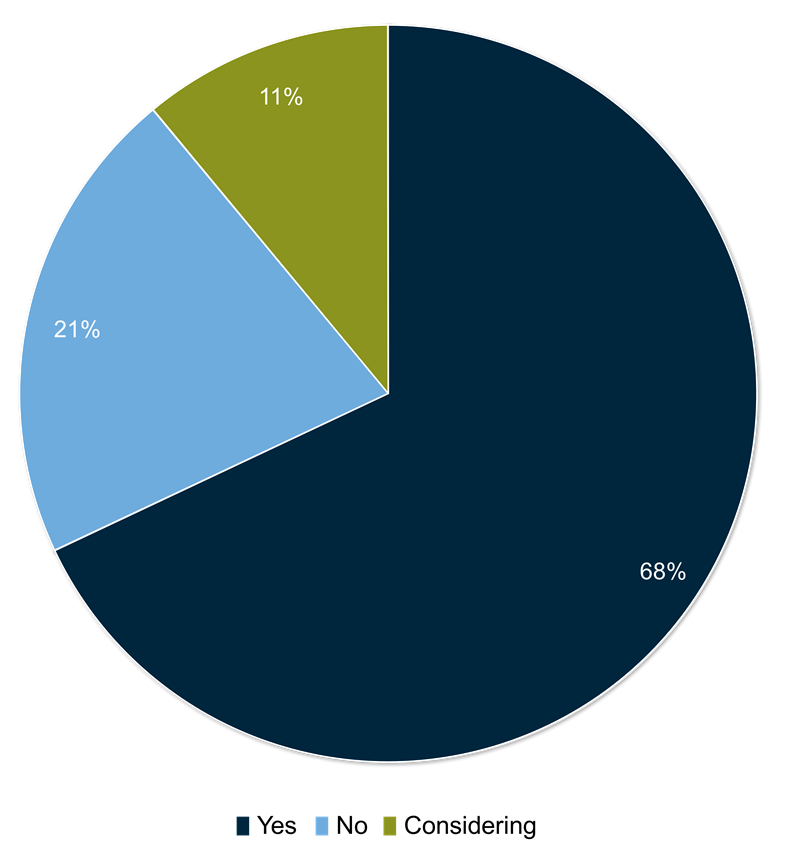 11%
21%
68%
Yes No Considering